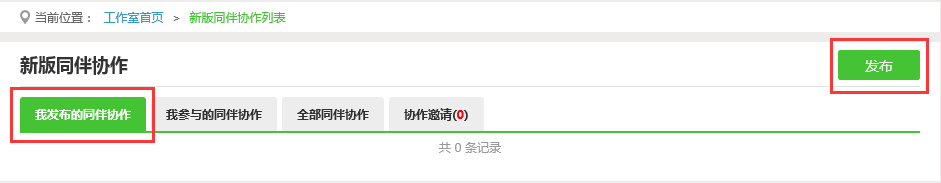 当前位置： 工作室首页 > 新版同伴协作列表
新版同伴协作
发布
我发布的同伴协作 我参与的同伴协作 全部同伴协作 协作邀请(0)
共 0 条记录